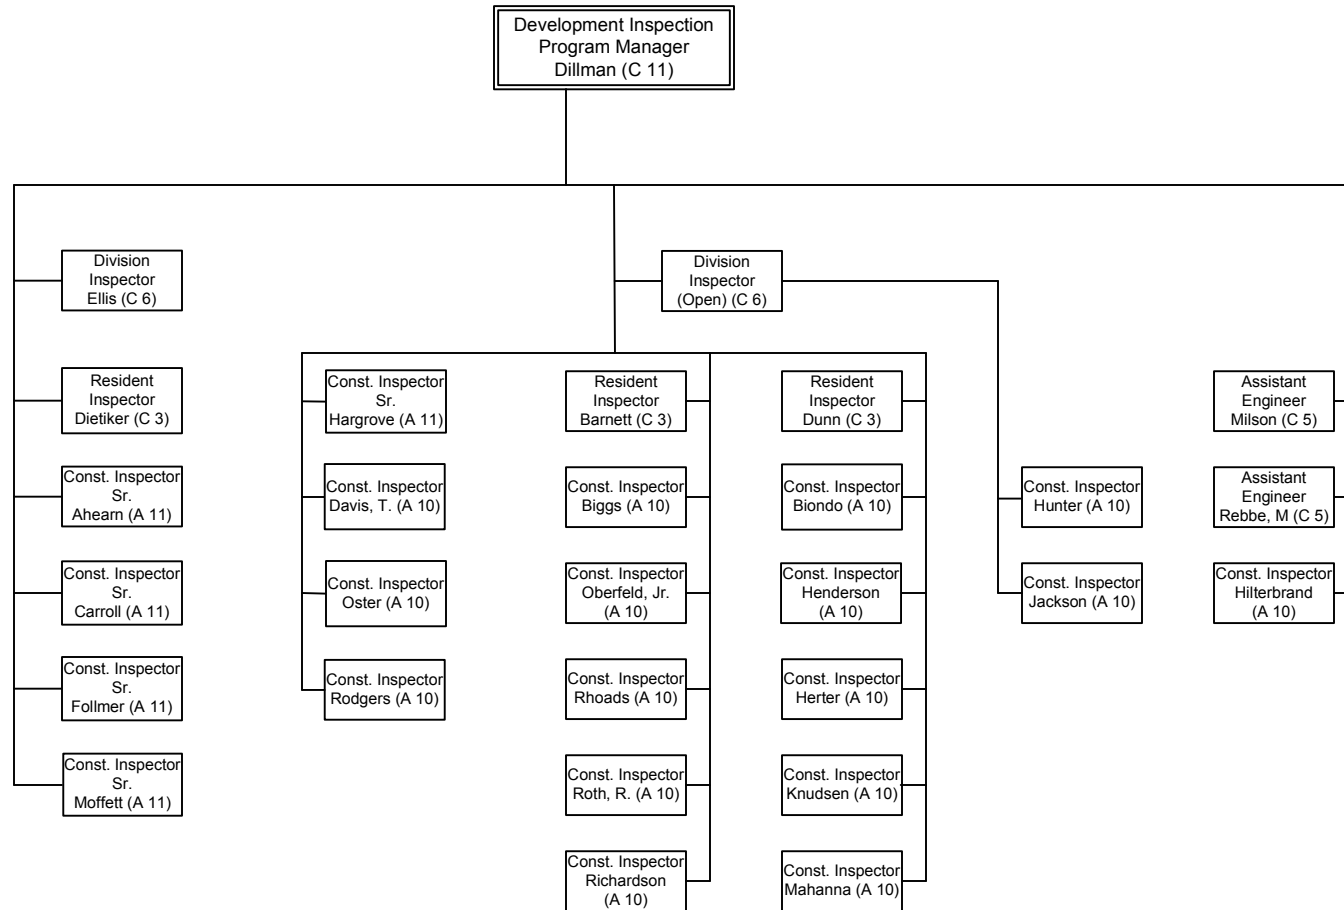 Development Inspection
Program Manager
Dillman (C 11)
Division
Inspector
Ellis (C 6)
Division
Inspector
(Open) (C 6)
Resident
Inspector
Dietiker (C 3)
Const. Inspector
Sr.
Hargrove (A 11)
Resident
Inspector
Barnett (C 3)
Resident
Inspector
Dunn (C 3)
Assistant
Engineer
Milson (C 5)
Const. Inspector
Sr.
Ahearn (A 11)
Const. Inspector
Davis, T. (A 10)
Const. Inspector
Biggs (A 10)
Const. Inspector
Biondo (A 10)
Const. Inspector
Hunter (A 10)
Assistant
Engineer
Rebbe, M (C 5)
Const. Inspector
Sr.
Carroll (A 11)
Const. Inspector
Oster (A 10)
Const. Inspector
Oberfeld, Jr.
(A 10)
Const. Inspector
Henderson
(A 10)
Const. Inspector
Jackson (A 10)
Const. Inspector
Hilterbrand
(A 10)
Const. Inspector
Sr.
Follmer (A 11)
Const. Inspector
Rodgers (A 10)
Const. Inspector
Rhoads (A 10)
Const. Inspector
Herter (A 10)
Const. Inspector
Sr.
Moffett (A 11)
Const. Inspector
Roth, R. (A 10)
Const. Inspector
Knudsen (A 10)
Const. Inspector
Richardson
(A 10)
Const. Inspector
Mahanna (A 10)